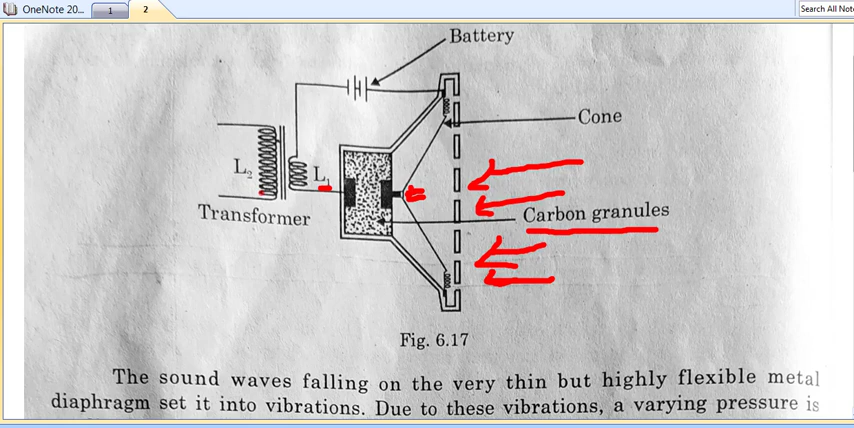 OneNote 20...
1
2
Search All Not
Battery
Cone
L₂
L₁
Transformer
Carbon granules
Fig. 6.17
The sound waves falling on the very thin but highly flexible metal
diaphragm set it into vibrations. Due to these vibrations, a varying pressure is